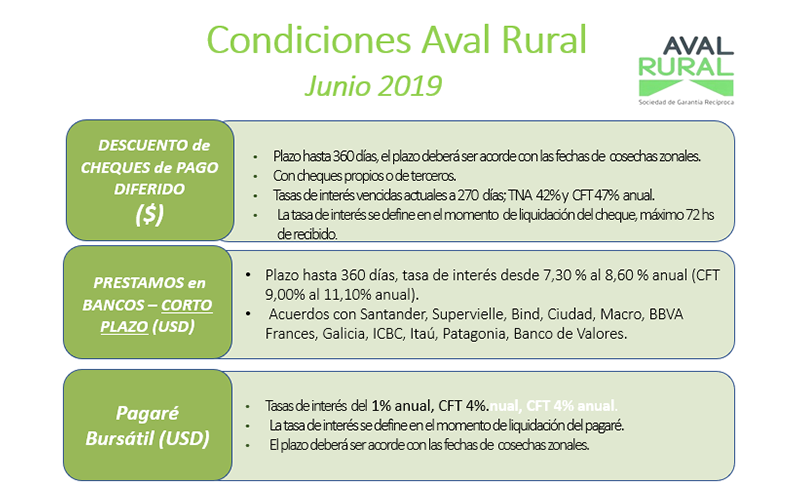 Condiciones Aval Rural
Junio 2019
AVAL
RURAL
Sociedad de Garantía Recíproca
DESCUENTO de
CHEQUES de PAGO
DIFERIDO
($)
• Plazo hasta 360 días, el plazo deberá ser acorde con las fechas de cosechas zonales.
• Con cheques propios o de terceros.
• Tasas de interés vencidas actuales a 270 días; TNA 42% y CFT 47% anual.
• La tasa de interés se define en el momento de liquidación del cheque, máximo 72 hs
de recibido.
PRESTAMOS en
BANCOS – CORTO
PLAZO (USD)
• Plazo hasta 360 días, tasa de interés desde 7,30 % al 8,60 % anual (CFT
9,00% al 11,10% anual).
• Acuerdos con Santander, Supervielle, Bind, Ciudad, Macro, BBVA
Frances, Galicia, ICBC, Itaú, Patagonia, Banco de Valores.
Pagaré
Bursátil (USD)
• Tasas de interés del 1% anual, CFT 4%.nual, CFT 4% anual.
• La tasa de interés se define en el momento de liquidación del pagaré.
• El plazo deberá ser acorde con las fechas de cosechas zonales.